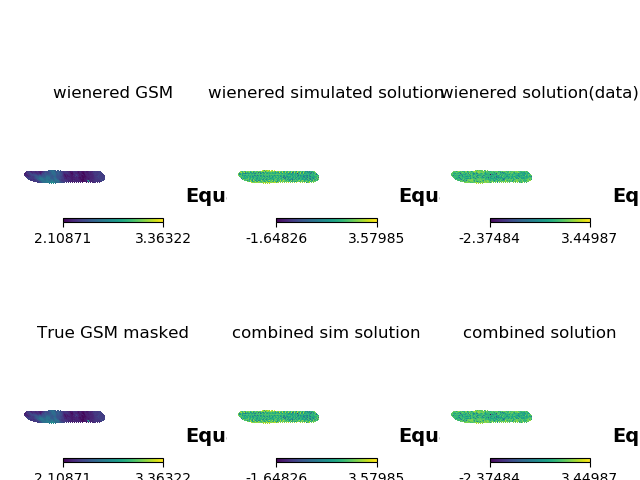 wienered GSM wienered simulated solution wienered solution(data)
Equ Equ Eq
2.10871 3.36322 -1.64826 3.57985 -2.37484 3.44987
True GSM masked combined sim solution combined solution
Equ Equ Eq
2.10871 3.36322 -1.64826 3.57985 -2.37484 3.44987